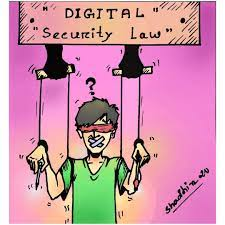 " DIGITAL "
"Security Law"
?